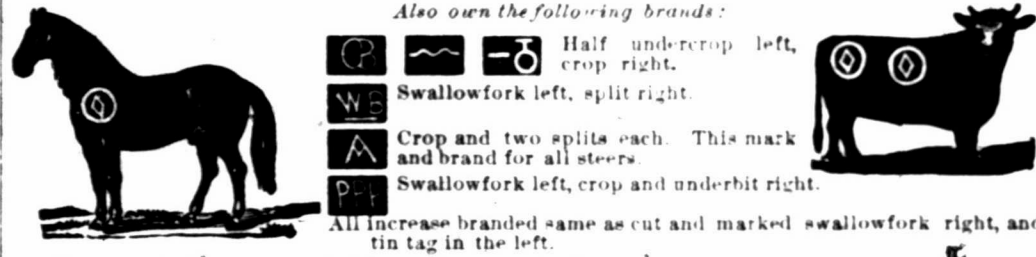 Also own the following brands:
Half undercrop left,
crop right.
WB Swallowfork left, split right.
Crop and two splits each. This mark
and brand for all steers.
Swallowfork left, crop and underbit right.
All increase branded same as cut and marked swallowfork right, and
tin tag in the left.